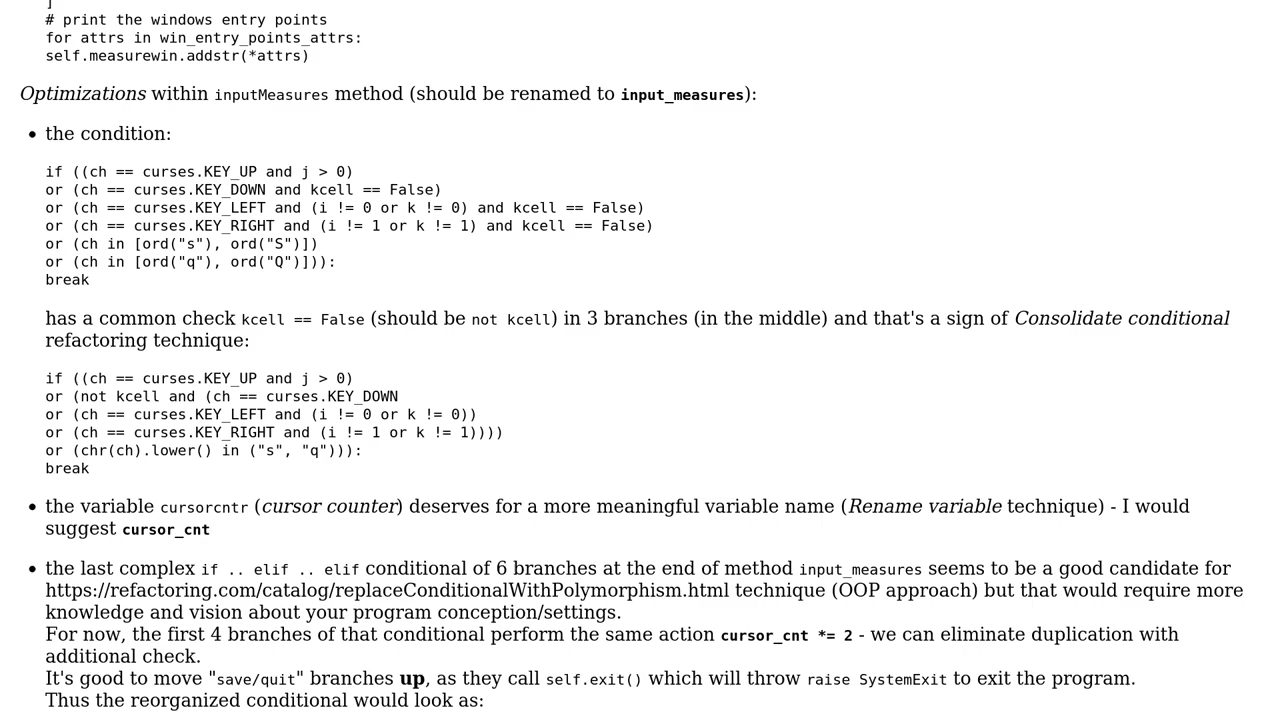 ]
# print the windows entry points
for attrs in win_entry_points_attrs:
self.measurewin.addstr(*attrs)
Optimizations within inputMeasures method (should be renamed to input_measures):
• the condition:
if ((ch == curses.KEY_UP and j > 0)
or (ch == curses.KEY_DOWN and kcell == False)
or (ch == curses.KEY_LEFT and (i != 0 or k != 0) and kcell == False)
or (ch == curses.KEY_RIGHT and (i != 1 or k != 1) and kcell == False)
or (ch in [ord("s"), ord("S")])
or (ch in [ord("q"), ord("Q")])):
break
has a common check kcell == False (should be not kcell) in 3 branches (in the middle) and that's a sign of Consolidate conditional
refactoring technique:
if ((ch == curses.KEY_UP and j > 0)
or (not kcell and (ch == curses.KEY_DOWN
or (ch == curses.KEY_LEFT and (i != 0 or k != 0))
or (ch == curses.KEY_RIGHT and (i != 1 or k != 1))))
or (chr(ch).lower() in ("s", "q"))):
break
• the variable cursorcntr (cursor counter) deserves for a more meaningful variable name (Rename variable technique) - I would
suggest cursor_cnt
• the last complex if .. elif .. elif conditional of 6 branches at the end of method input_measures seems to be a good candidate for
https://refactoring.com/catalog/replaceConditionalWithPolymorphism.html technique (OOP approach) but that would require more
knowledge and vision about your program conception/settings.
For now, the first 4 branches of that conditional perform the same action cursor_cnt *= 2 - we can eliminate duplication with
additional check.
It's good to move "save/quit" branches up, as they call self.exit() which will throw raise SystemExit to exit the program.
Thus the reorganized conditional would look as: